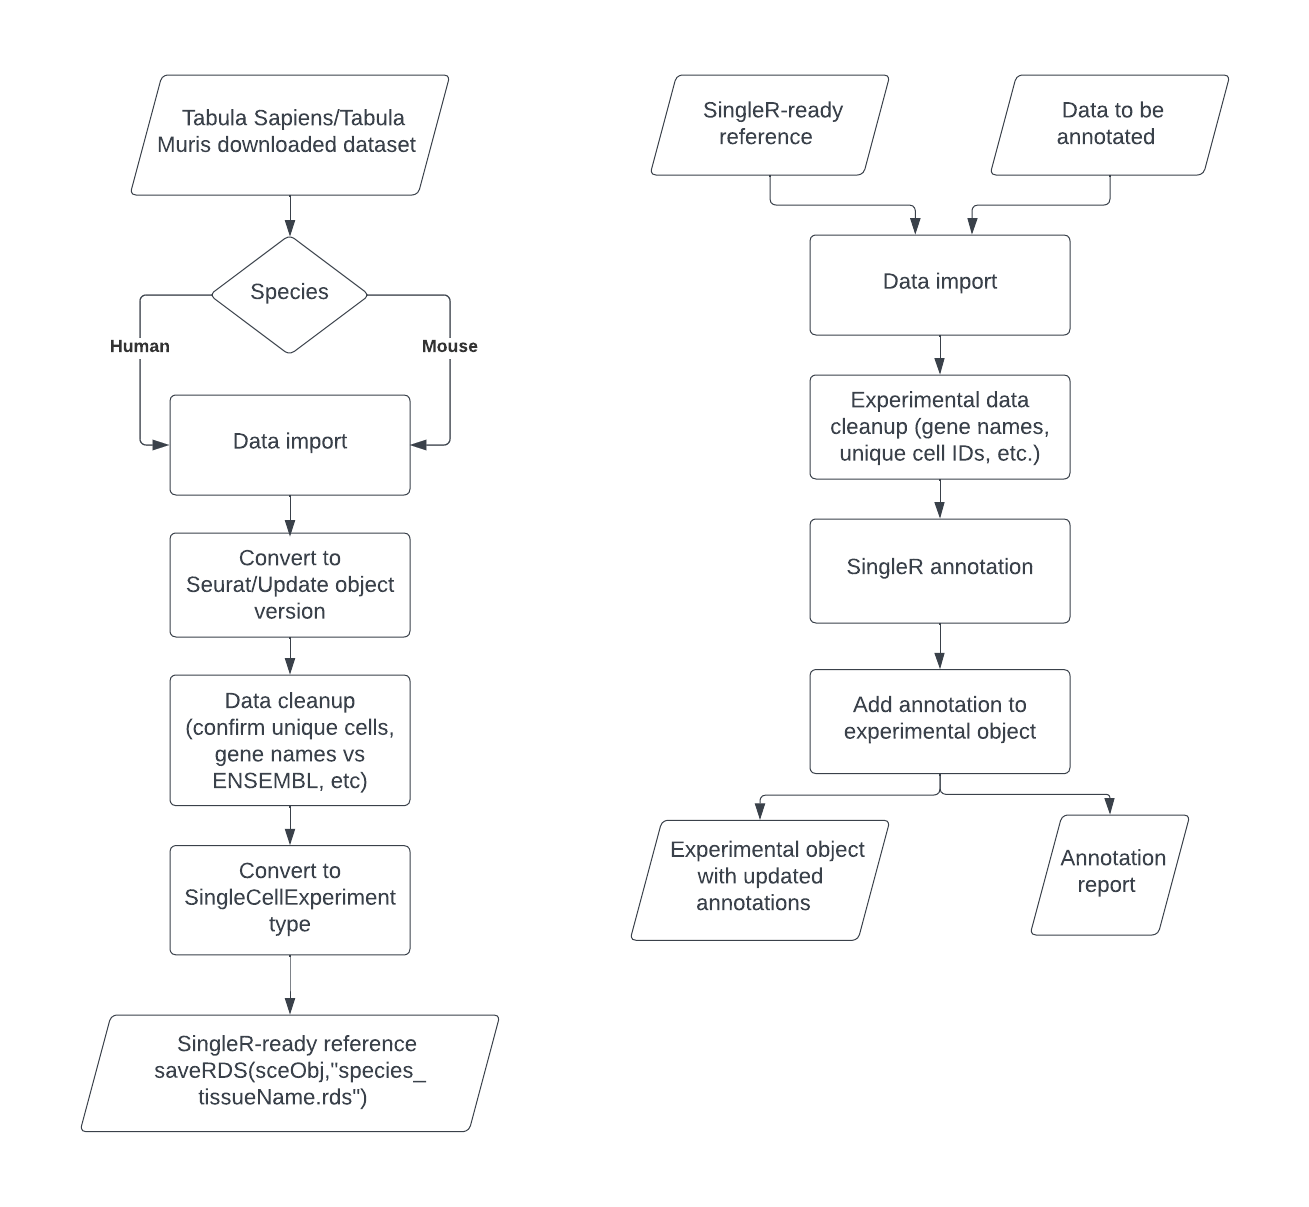 Tabula Sapiens/Tabula
Muris downloaded dataset
Species
Human
Mouse
Data import
Convert to
Seurat/Update object
version
Data cleanup
(confirm unique cells,
gene names vs
ENSEMBL, etc)
Convert to
SingleCellExperiment
type
SingleR-ready reference
saveRDS(sceObj,"species_
tissueName.rds")
SingleR-ready
reference
Data to be
annotated
Data import
Experimental data
cleanup (gene names,
unique cell IDs, etc.)
SingleR annotation
Add annotation to
experimental object
Experimental object
with updated
annotations
Annotation
report